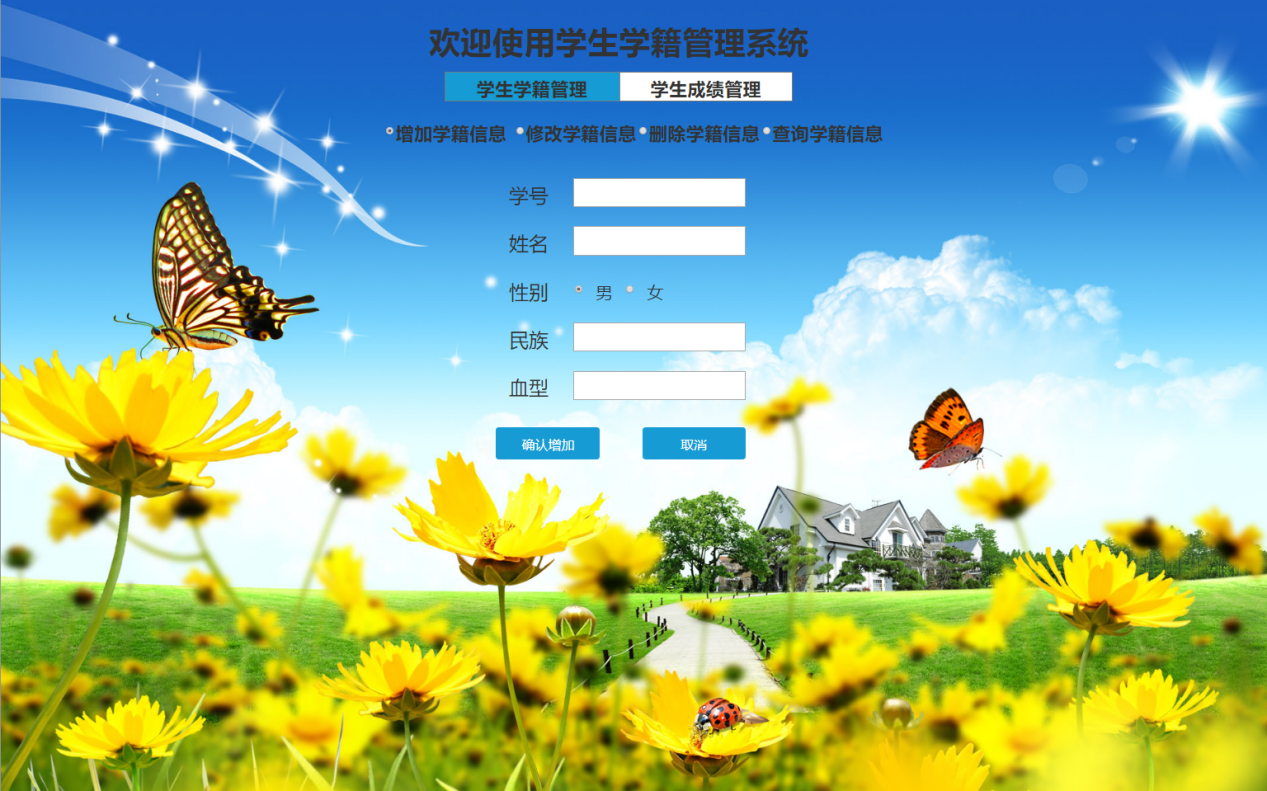 欢迎使用学生学籍管理系统
学生学籍管理 学生成绩管理
增加学籍信息 修改学籍信息 删除学籍信息 查询学籍信息
学号
姓名
性别 男 女
民族
血型
确认增加 取消